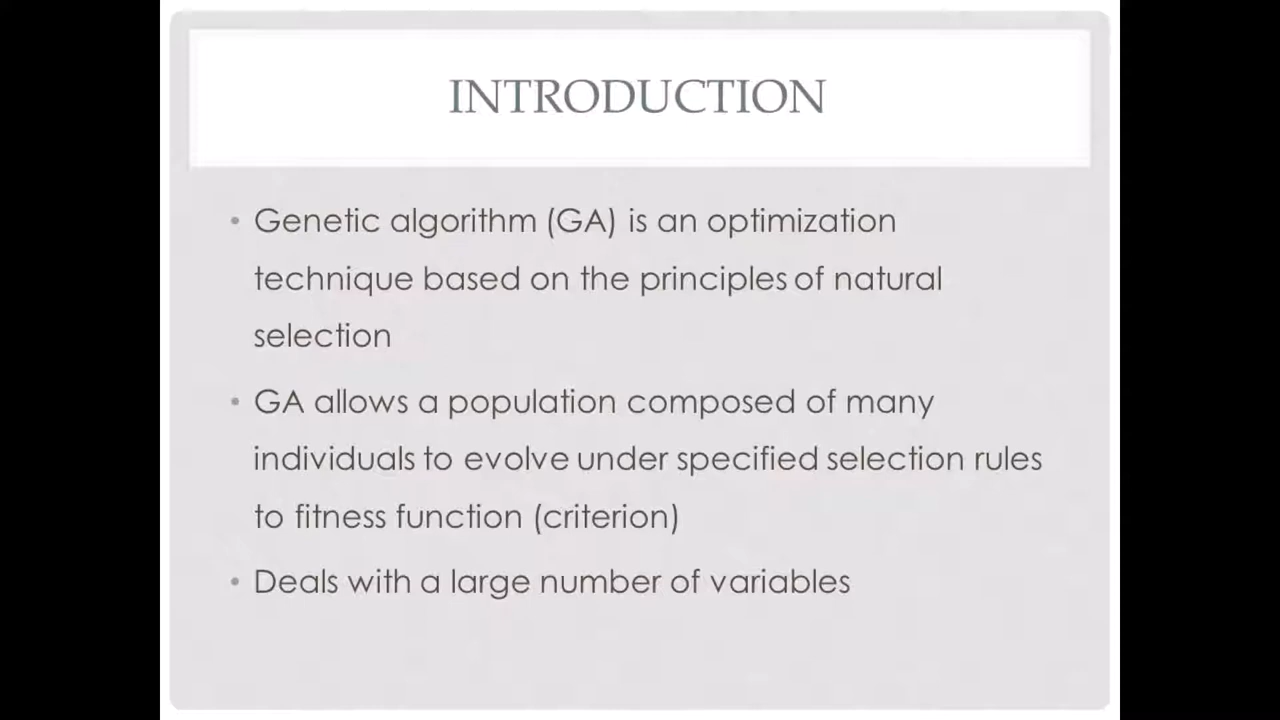 INTRODUCTION
• Genetic algorithm (GA) is an optimization
technique based on the principles of natural
selection
• GA allows a population composed of many
individuals to evolve under specified selection rules
to fitness function (criterion)
• Deals with a large number of variables